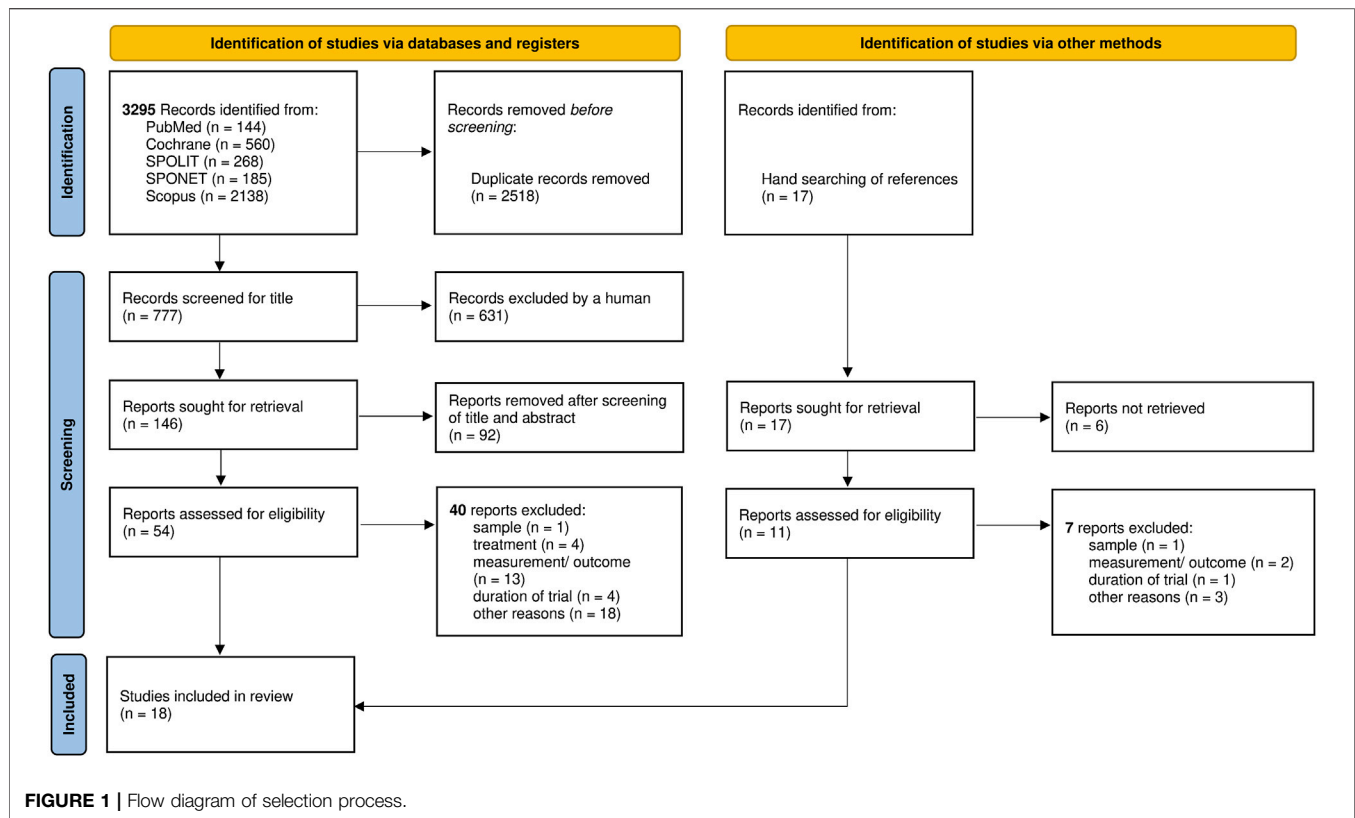 Identification of studies via databases and registers
Identification of studies via other methods
Identification
3295 Records identified from:
PubMed (n = 144)
Cochrane (n = 560)
SPOLIT (n = 268)
SPONET (n = 185)
Scopus (n = 2138)
Records removed before
screening:
Duplicate records removed
(n = 2518)
Records identified from:
Hand searching of references
(n = 17)
Screening
Records screened for title
(n = 777)
Records excluded by a human
(n = 631)
Reports sought for retrieval
(n = 146)
Reports removed after screening
of title and abstract
(n = 92)
Reports sought for retrieval
(n = 17)
Reports not retrieved
(n = 6)
Reports assessed for eligibility
(n = 54)
40 reports excluded:
sample (n = 1)
treatment (n = 4)
measurement/ outcome
(n = 13)
duration of trial (n = 4)
other reasons (n = 18)
Reports assessed for eligibility
(n = 11)
7 reports excluded:
sample (n = 1)
measurement/ outcome (n = 2)
duration of trial (n = 1)
other reasons (n = 3)
Included
Studies included in review
(n = 18)
FIGURE 1 | Flow diagram of selection process.